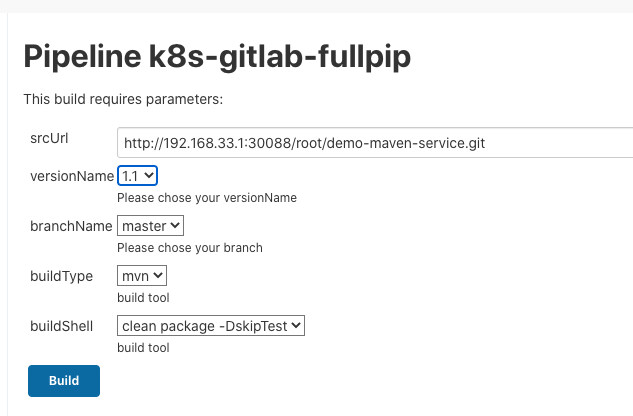 Pipeline k8s-gitlab-fullpip
This build requires parameters:
srcUrl http://192.168.33.1:30088/root/demo-maven-service.git
versionName 1.1
Please chose your versionName
branchName master
Please chose your branch
buildType mvn
build tool
buildShell clean package -DskipTest
build tool
Build